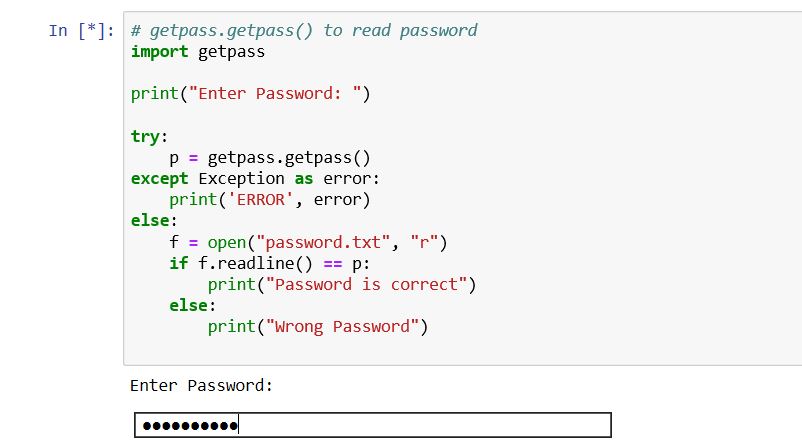 In [*]: # getpass.getpass() to read password
import getpass
print("Enter Password: ")
try:
    p = getpass.getpass()
except Exception as error:
    print('ERROR', error)
else:
    f = open("password.txt", "r")
    if f.readline() == p:
        print("Password is correct")
    else:
        print("Wrong Password")
Enter Password:
••••••••••